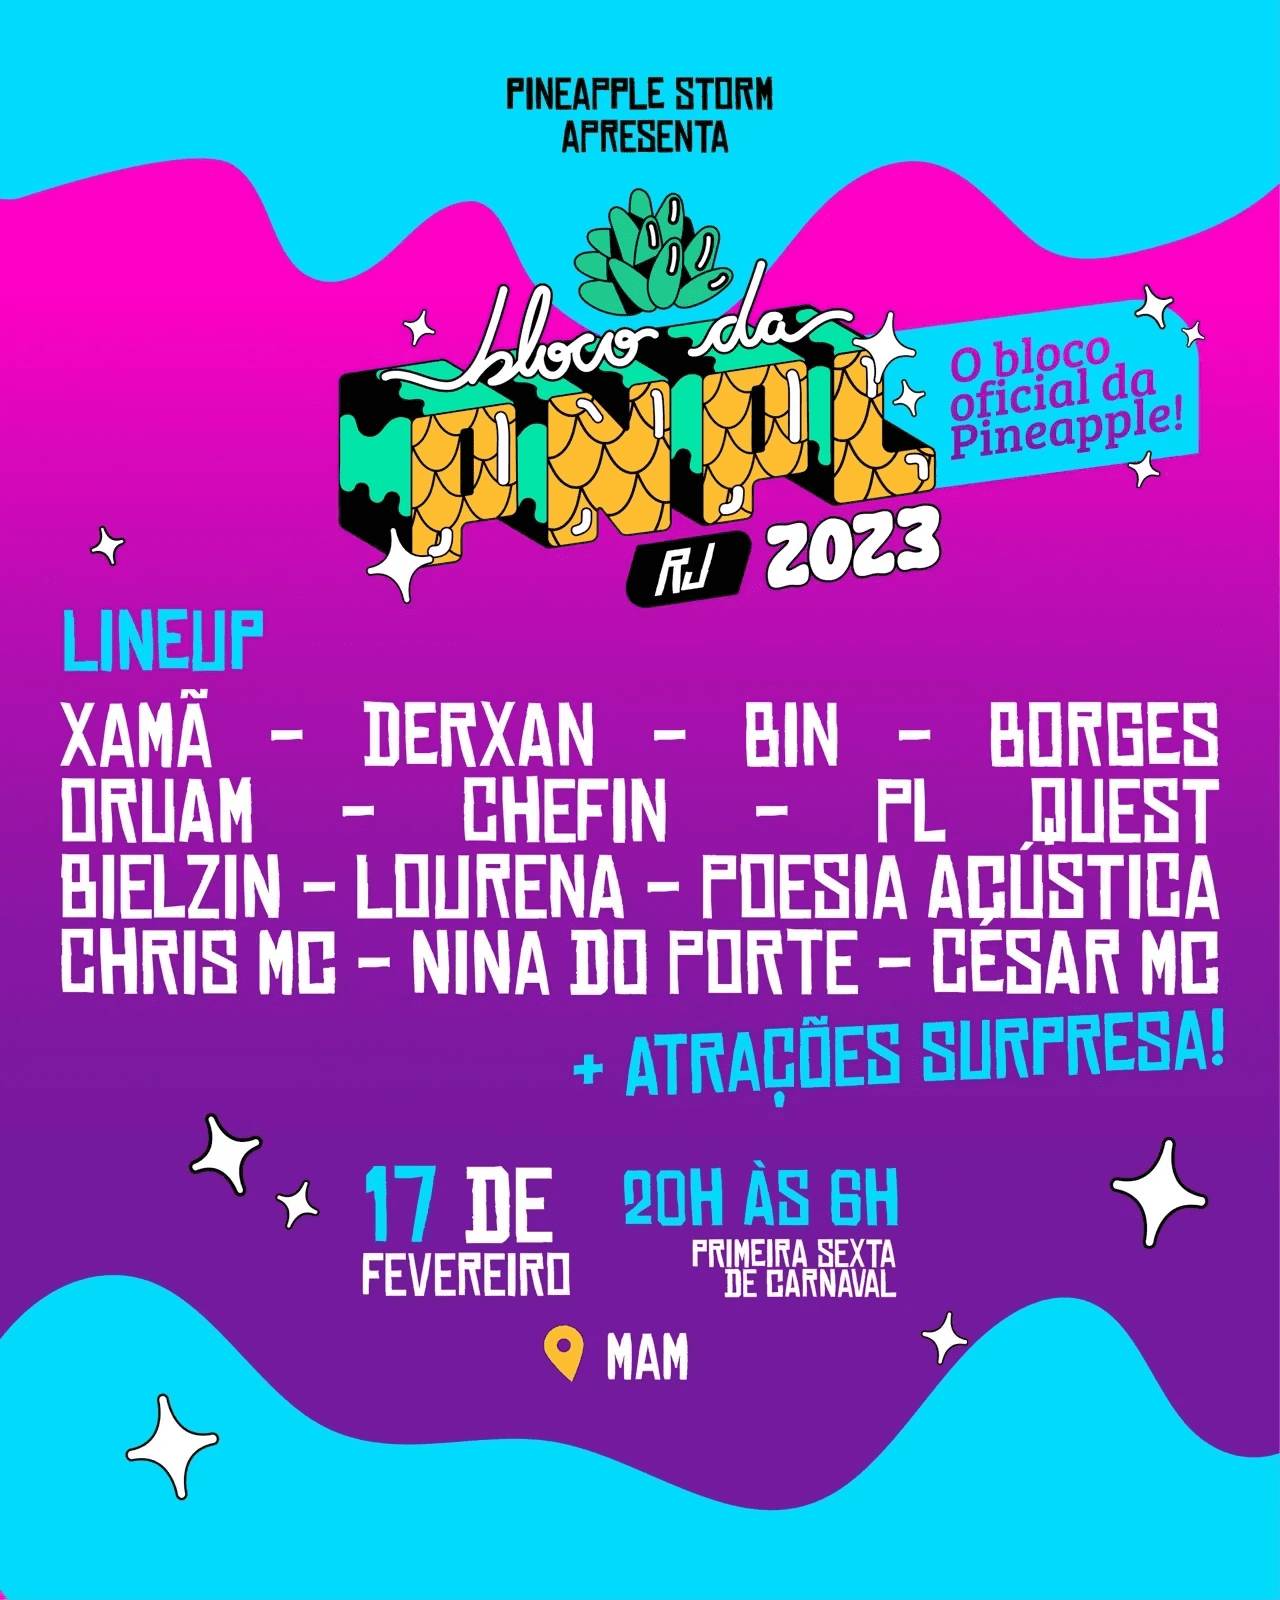 PINEAPPLE STORM
APRESENTA
bloco da
PNPL
RJ 2023
O bloco
oficial da
Pineapple!
LINEUP
XAMÃ - DERXAN - BIN - BORGES
ORUAM - CHEFIN - PL QUEST
BIELZIN - LOURENA - POESIA ACÚSTICA
CHRIS MC - NINA DO PORTE - CÉSAR MC
+ ATRAÇÕES SURPRESA!
17 DE
FEVEREIRO
20H ÀS 6H
PRIMEIRA SEXTA
DE CARNAVAL
MAM